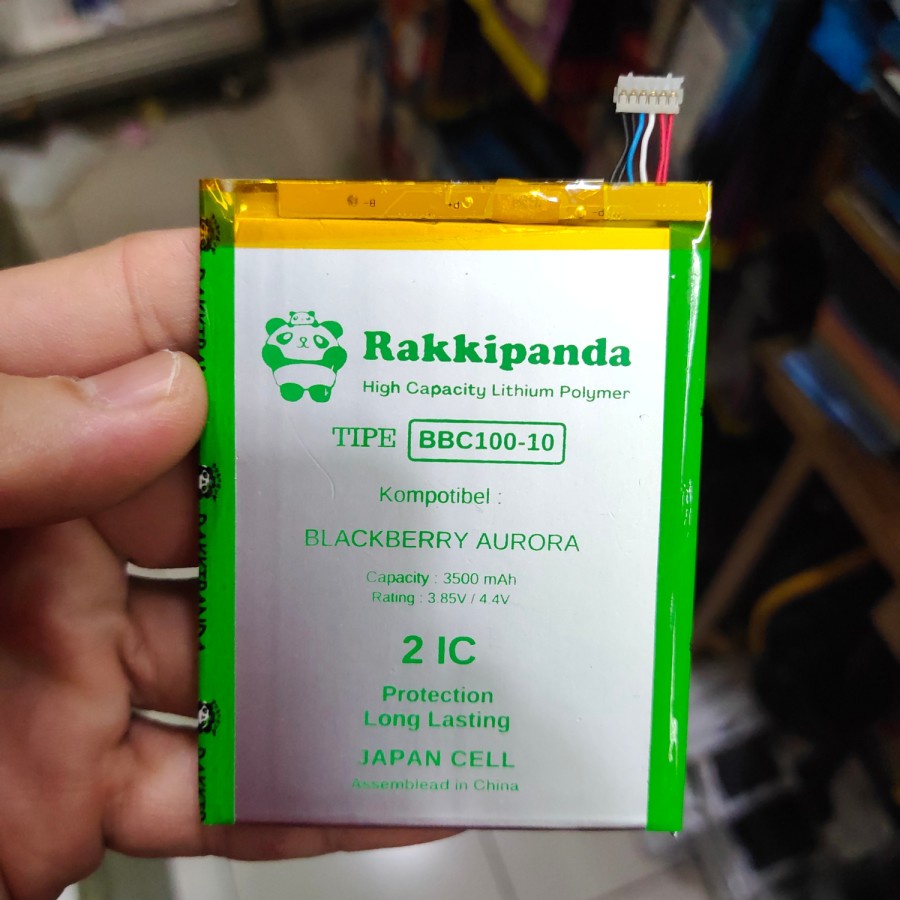 B- P+ P-
Rakkipanda
High Capacity Lithium Polymer
TIPE BBC100-10
Kompotibel :
BLACKBERRY AURORA
Capacity : 3500 mAh
Rating : 3.85V / 4.4V
2 IC
Protection
Long Lasting
JAPAN CELL
Assemblead in China
RAKKIPANDA